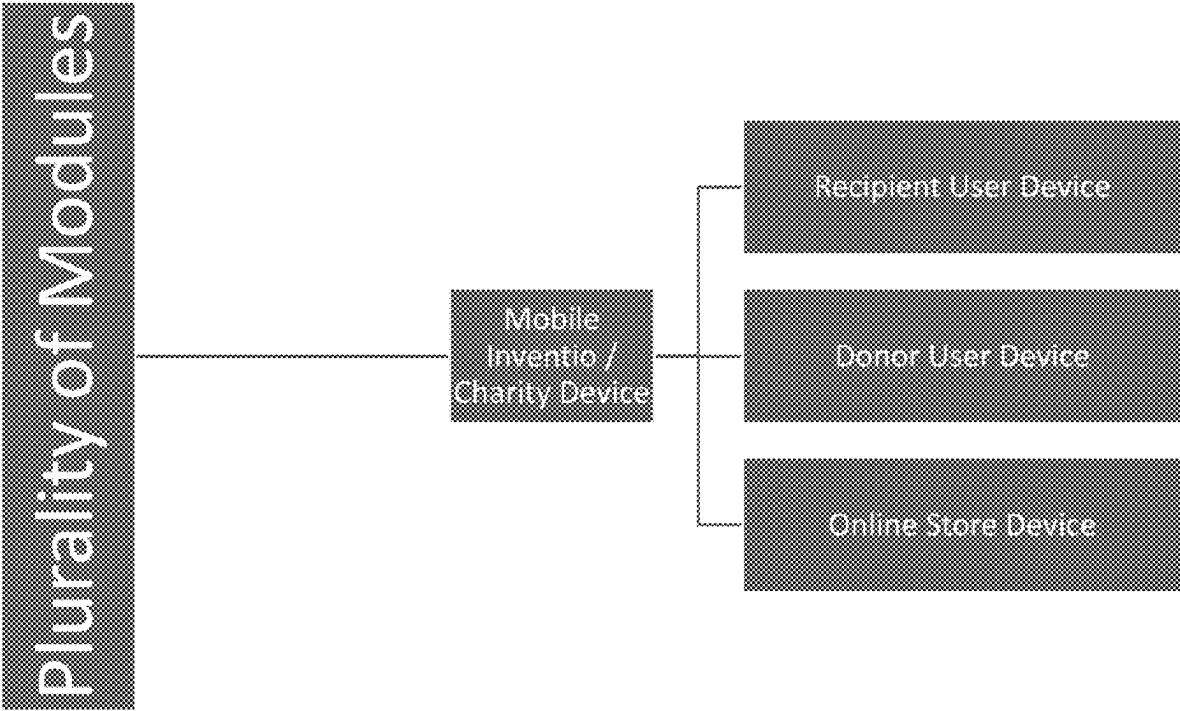 Plurality of Modules
Mobile
Inventio /
Charity Device
Recipient User Device
Donor User Device
Online Store Device